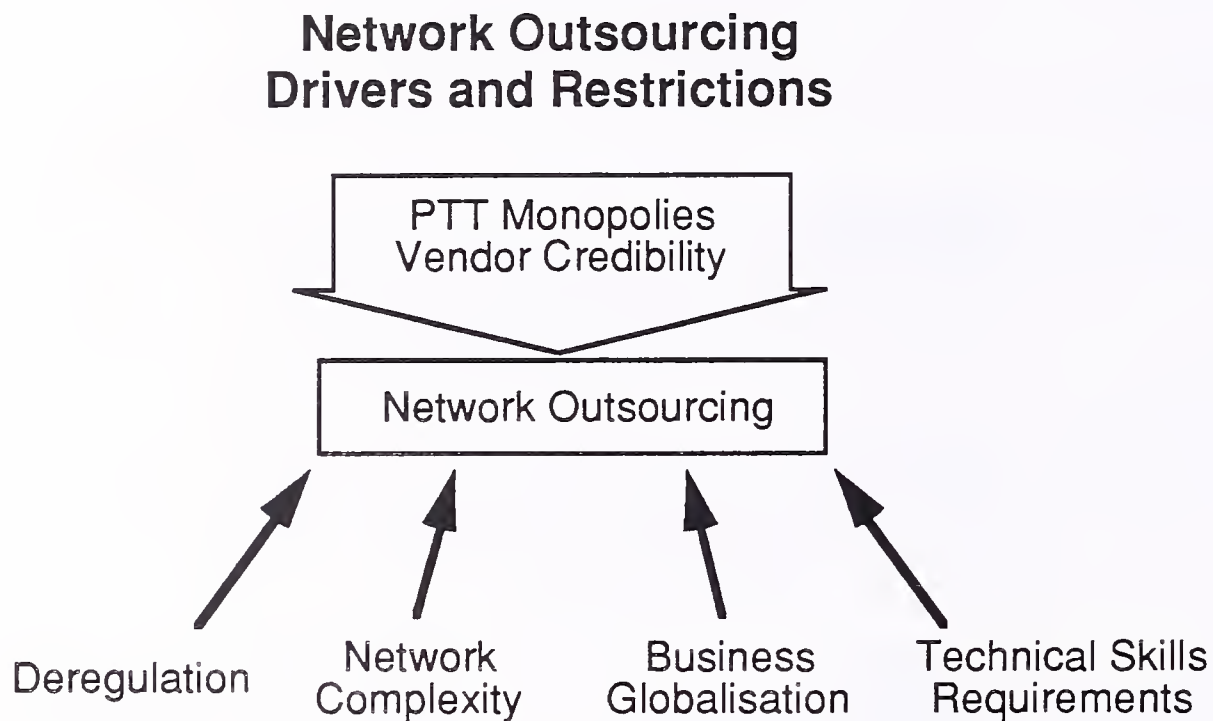 Network Outsourcing
Drivers and Restrictions
PTT Monopolies
Vendor Credibility
Network Outsourcing
Deregulation
Network
Complexity
Business
Globalisation
Technical Skills
Requirements